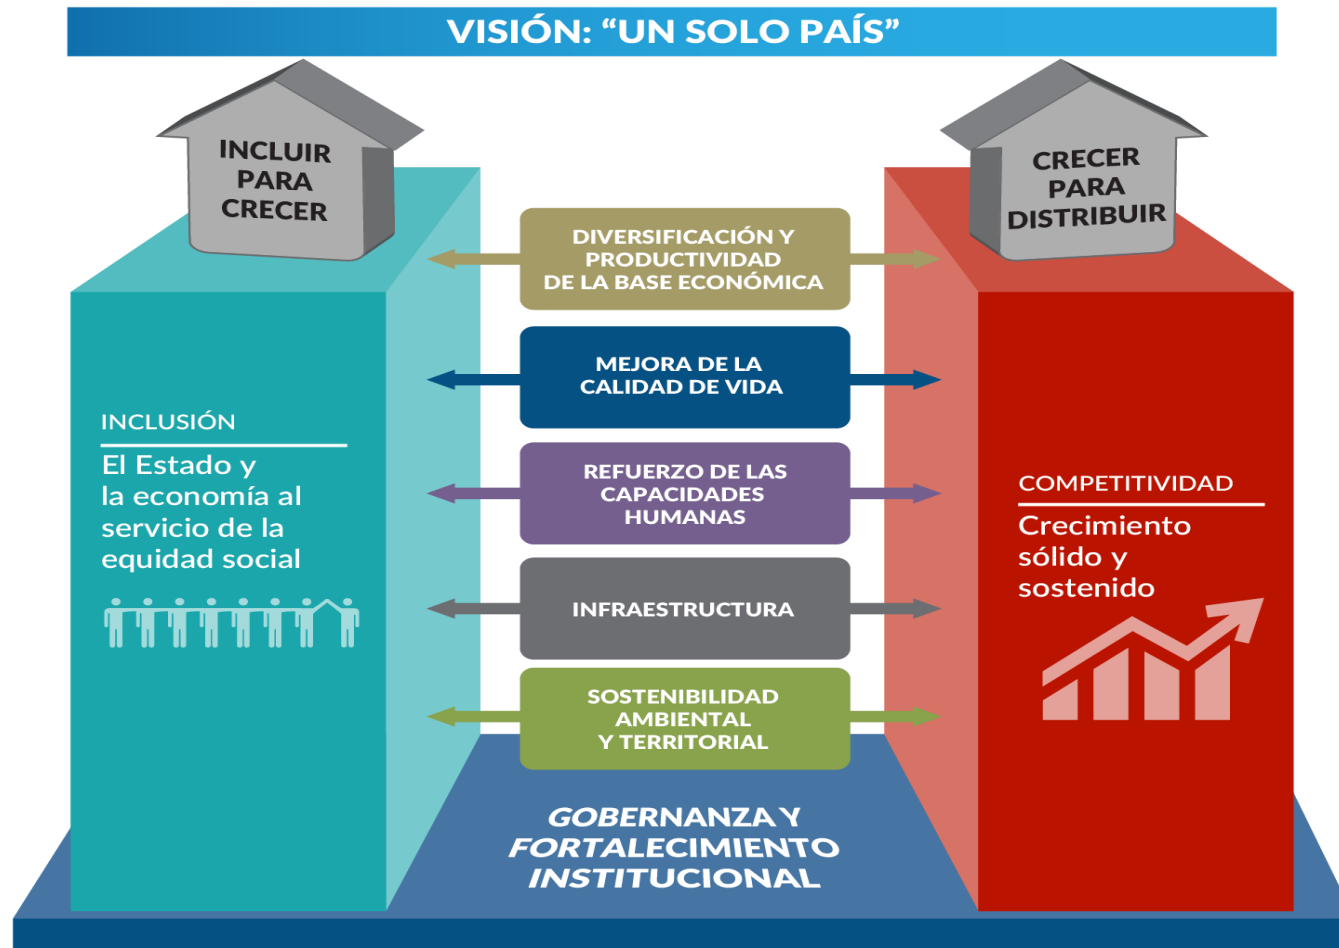 VISIÓN: “UN SOLO PAÍS”
INCLUIR
PARA
CRECER
CRECER
PARA
DISTRIBUIR
DIVERSIFICACIÓN Y
PRODUCTIVIDAD
DE LA BASE ECONÓMICA
MEJORA DE LA
CALIDAD DE VIDA
INCLUSIÓN
El Estado y
la economía al
servicio de la
equidad social
REFUERZO DE LAS
CAPACIDADES
HUMANAS
COMPETITIVIDAD
Crecimiento
sólido y
sostenido
INFRAESTRUCTURA
SOSTENIBILIDAD
AMBIENTAL
Y TERRITORIAL
GOBERNANZA Y
FORTALECIMIENTO
INSTITUCIONAL